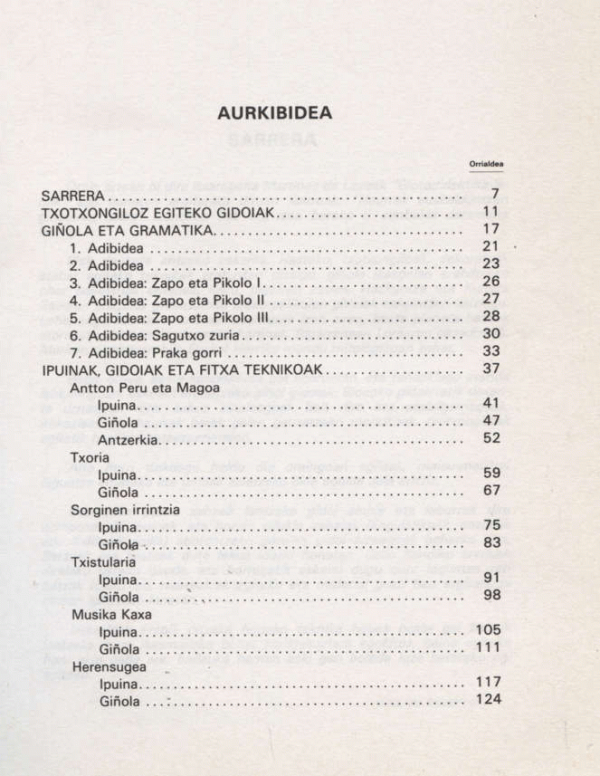 AURKIBIDEA
Orrialdea
SARRERA 7
TXOTXONGILOZ EGITEKO GIDOIAK 11
GIÑOLA ETA GRAMATIKA 17
1. Adibidea 21
2. Adibidea 23
3. Adibidea: Zapo eta Pikolo I 26
4. Adibidea: Zapo eta Pikolo II 27
5. Adibidea: Zapo eta Pikolo III 28
6. Adibidea: Sagutxo zuria 30
7. Adibidea: Praka gorri 33
IPUINAK, GIDOIAK ETA FITXA TEKNIKOAK 37
Antton Peru eta Magoa
Ipuina 41
Giñola 47
Antzerkia 52
Txoria
Ipuina 59
Giñola 67
Sorginen irrintzia
Ipuina 75
Giñola 83
Txistularia
Ipuina 91
Giñola 98
Musika Kaxa
Ipuina 105
Giñola 111
Herensugea
Ipuina 117
Giñola 124